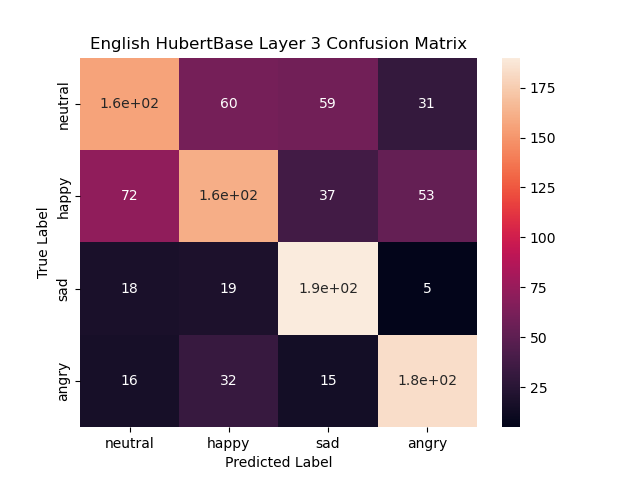 English HubertBase Layer 3 Confusion Matrix
neutral 1.6e+02 60 59 31
happy 72 1.6e+02 37 53
sad 18 19 1.9e+02 5
angry 16 32 15 1.8e+02
True Label
neutral happy sad angry
Predicted Label
175
150
125
100
75
50
25